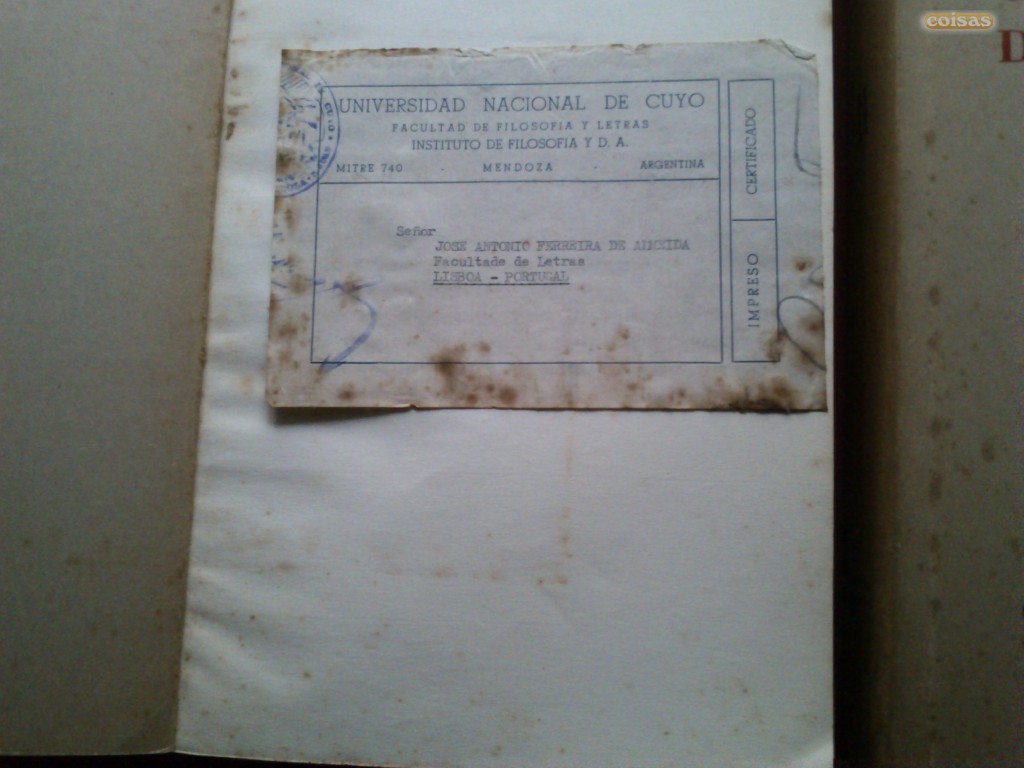 coisas
D
UNIVERSIDAD NACIONAL DE CUYO
FACULTAD DE FILOSOFIA Y LETRAS
INSTITUTO DE FILOSOFIA Y D. A.
MITRE 740 - MENDOZA - ARGENTINA
CERTIFICADO
IMPRESO
Señor
JOSE ANTONIO FERREIRA DE ALMEIDA
Facultade de Letras
LISBOA - PORTUGAL